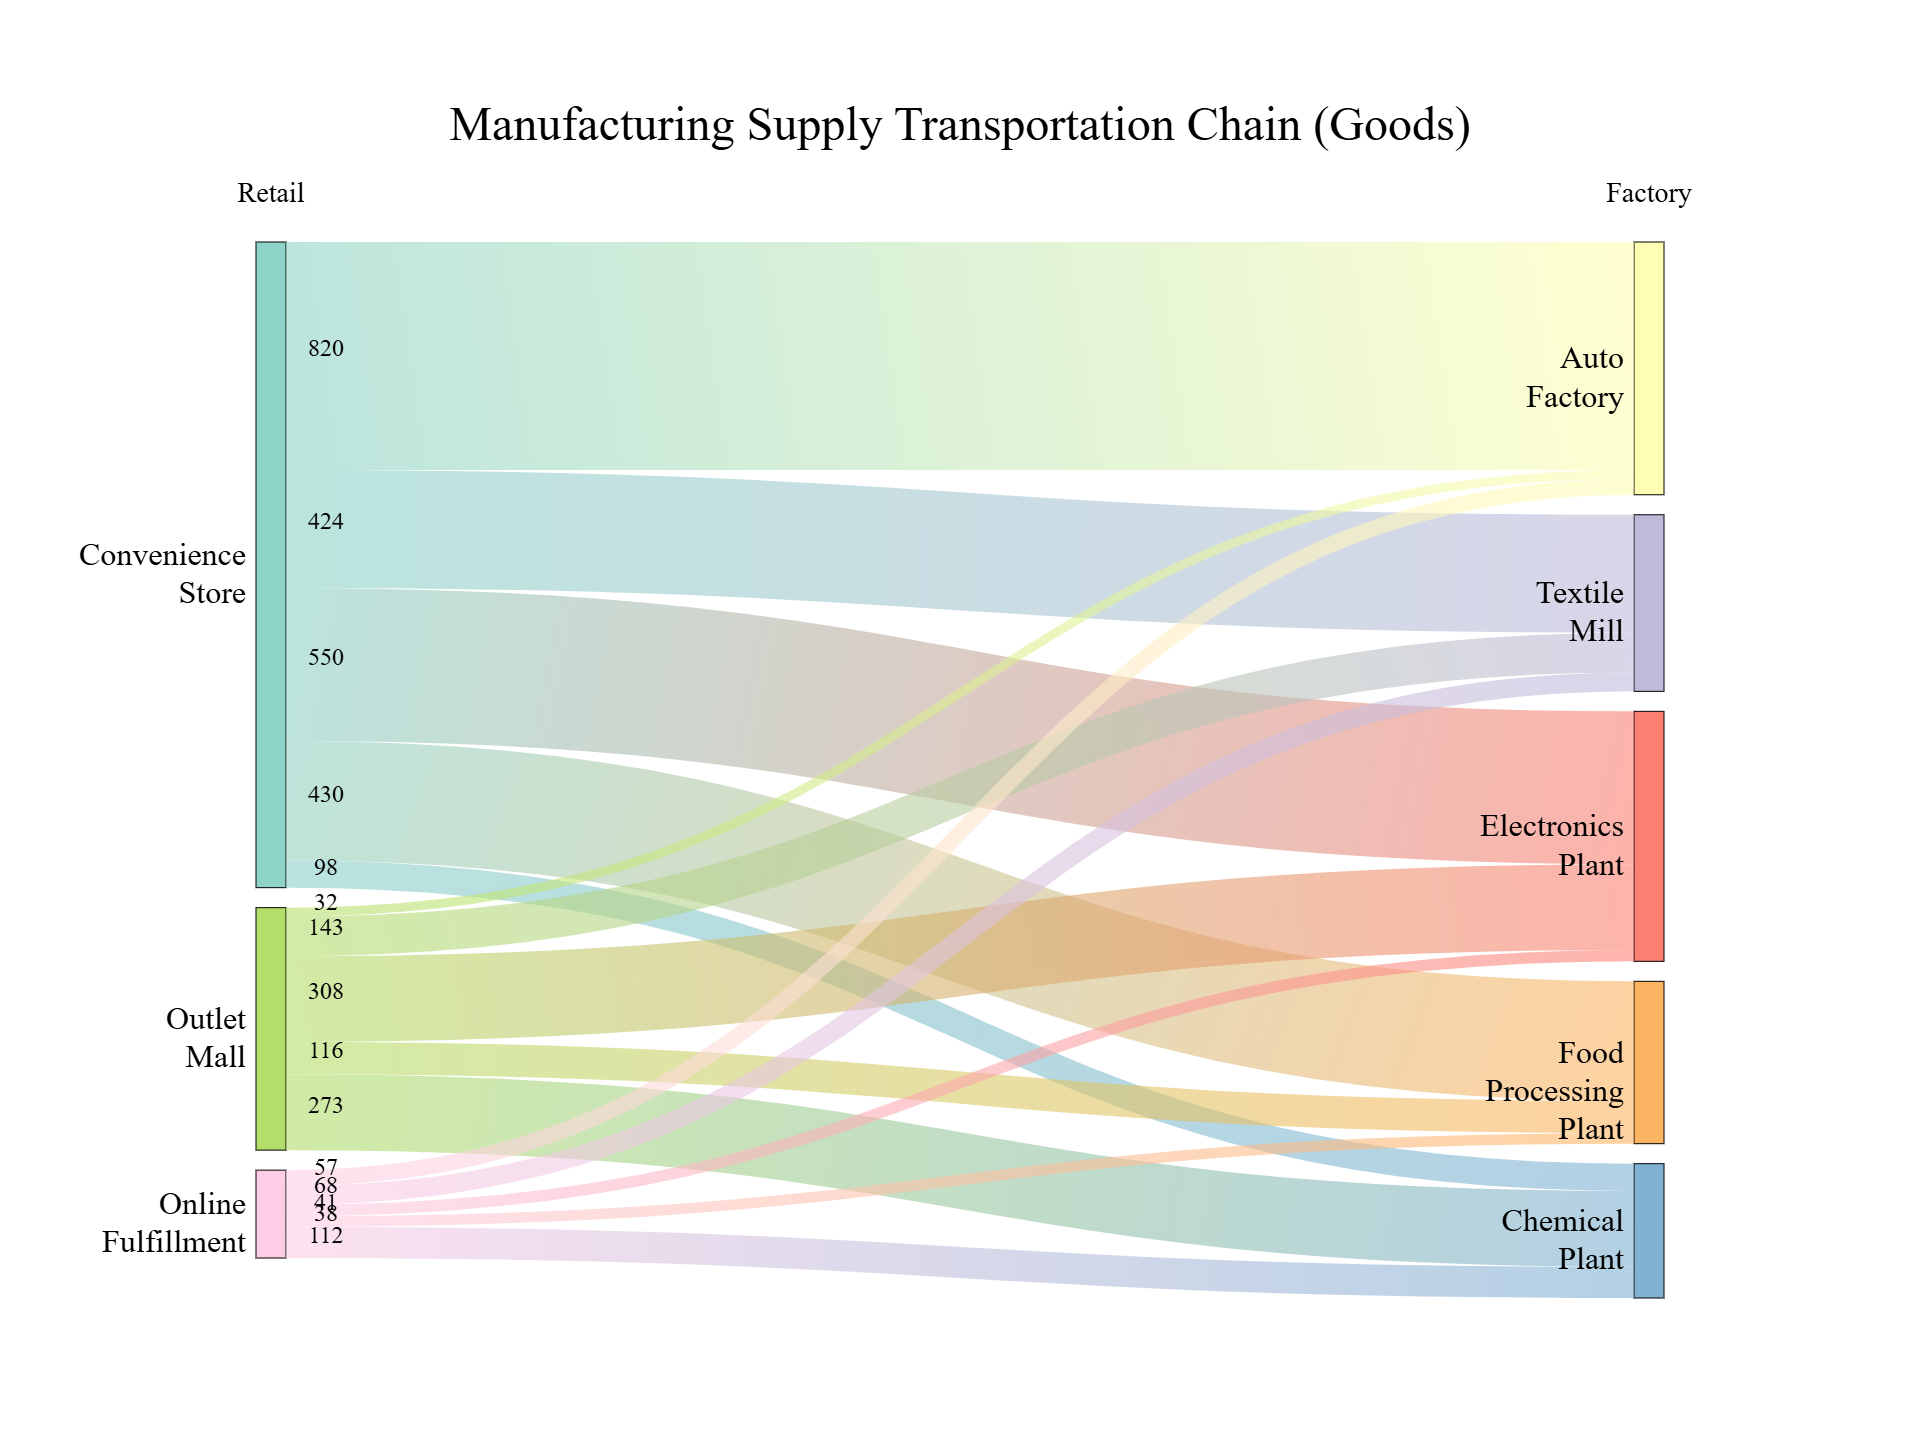 Manufacturing Supply Transportation Chain (Goods)
Retail
Factory
820
424
550
430
98
32
143
308
116
273
57
68
41
38
112
Convenience
Store
Outlet
Mall
Online
Fulfillment
Auto
Factory
Textile
Mill
Electronics
Plant
Food
Processing
Plant
Chemical
Plant